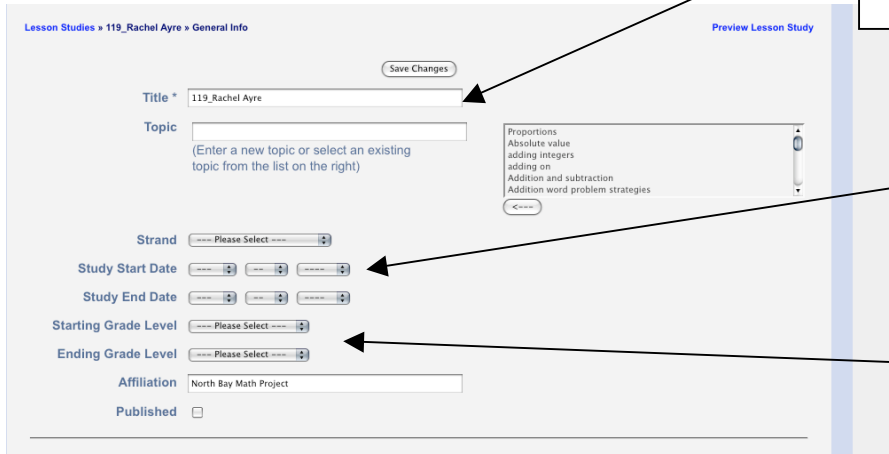 Lesson Studies » 119_Rachel Ayre » General Info
Preview Lesson Study
Save Changes
Title *
119_Rachel Ayre
Topic
(Enter a new topic or select an existing
topic from the list on the right)
Proportions
Absolute value
adding integers
adding on
Addition and subtraction
Addition word problem strategies
<---
Strand
--- Please Select ---
Study Start Date
--- -- ----
Study End Date
--- -- ----
Starting Grade Level
--- Please Select ---
Ending Grade Level
--- Please Select ---
Affiliation
North Bay Math Project
Published